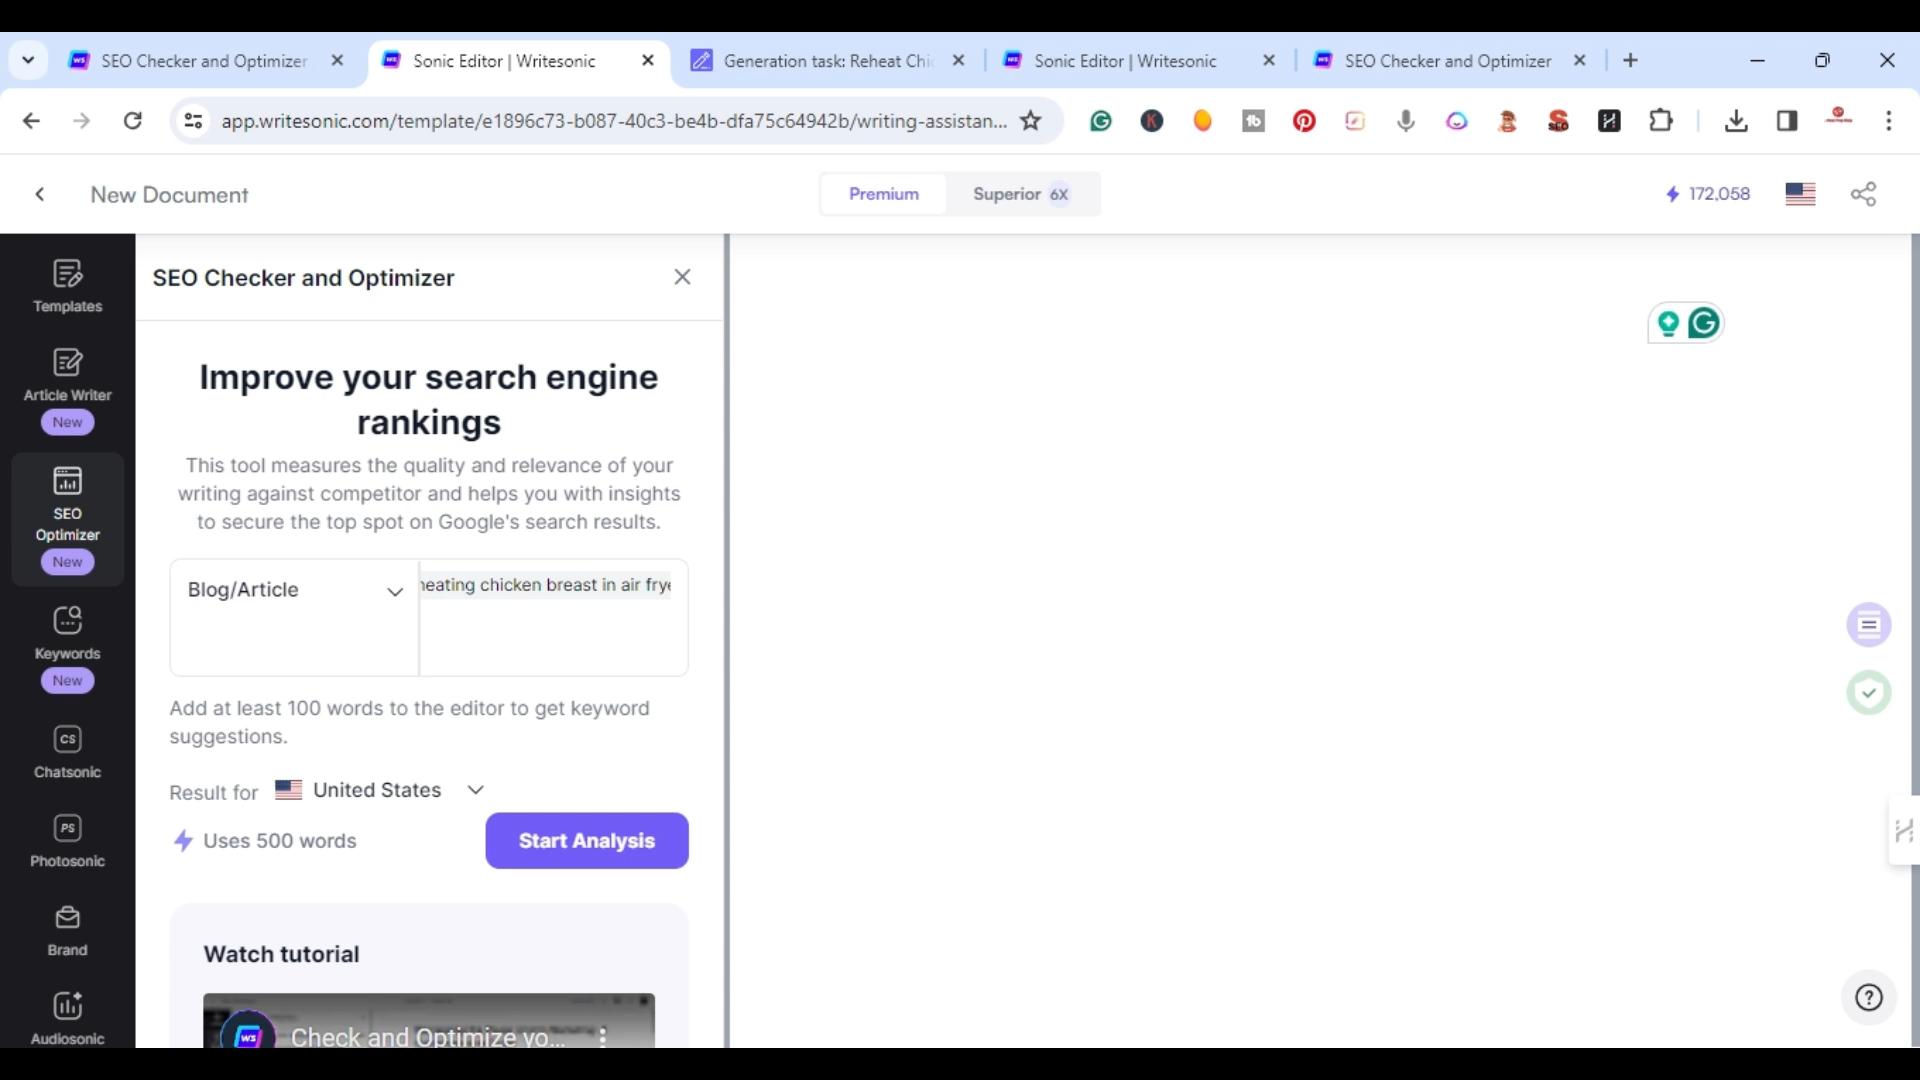 SEO Checker and Optimizer
Sonic Editor | Writesonic
Generation task: Reheat Chi
Sonic Editor | Writesonic
SEO Checker and Optimizer
app.writesonic.com/template/e1896c73-b087-40c3-be4b-dfa75c64942b/writing-assistan...
New Document
Premium
Superior 6X
172,058
Templates
Article Writer
New
SEO
Optimizer
New
Keywords
New
CS
Chatsonic
PS
Photosonic
Brand
Audiosonic
SEO Checker and Optimizer
Improve your search engine
rankings
This tool measures the quality and relevance of your
writing against competitor and helps you with insights
to secure the top spot on Google's search results.
Blog/Article
heating chicken breast in air frye
Add at least 100 words to the editor to get keyword
suggestions.
Result for United States
Uses 500 words
Start Analysis
Watch tutorial
WS
Check and Optimize yo...